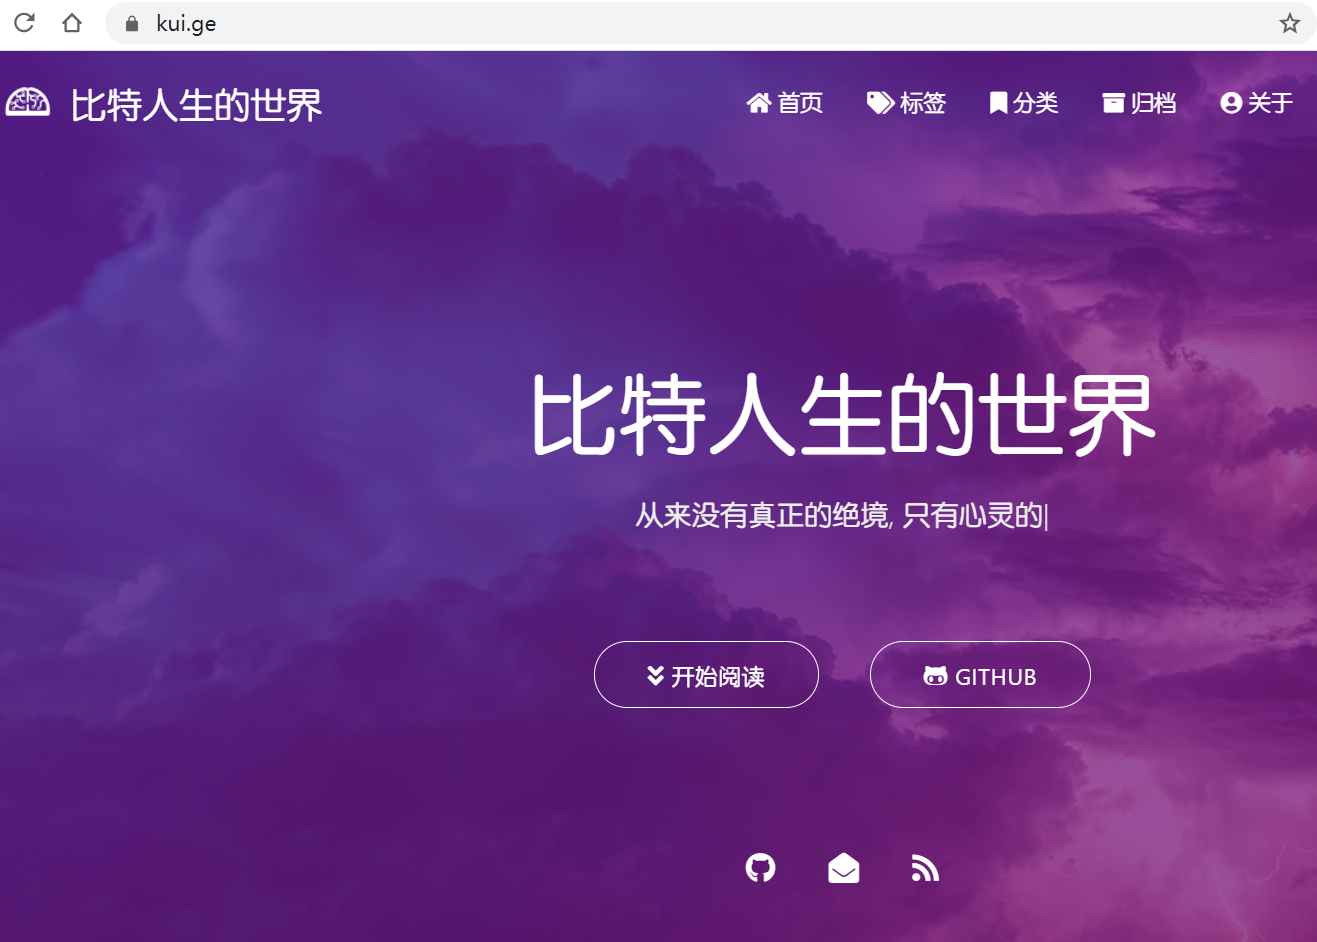 kui.ge
比特人生的世界
首页 标签 分类 归档 关于
比特人生的世界
从来没有真正的绝境, 只有心灵的|
开始阅读 GITHUB